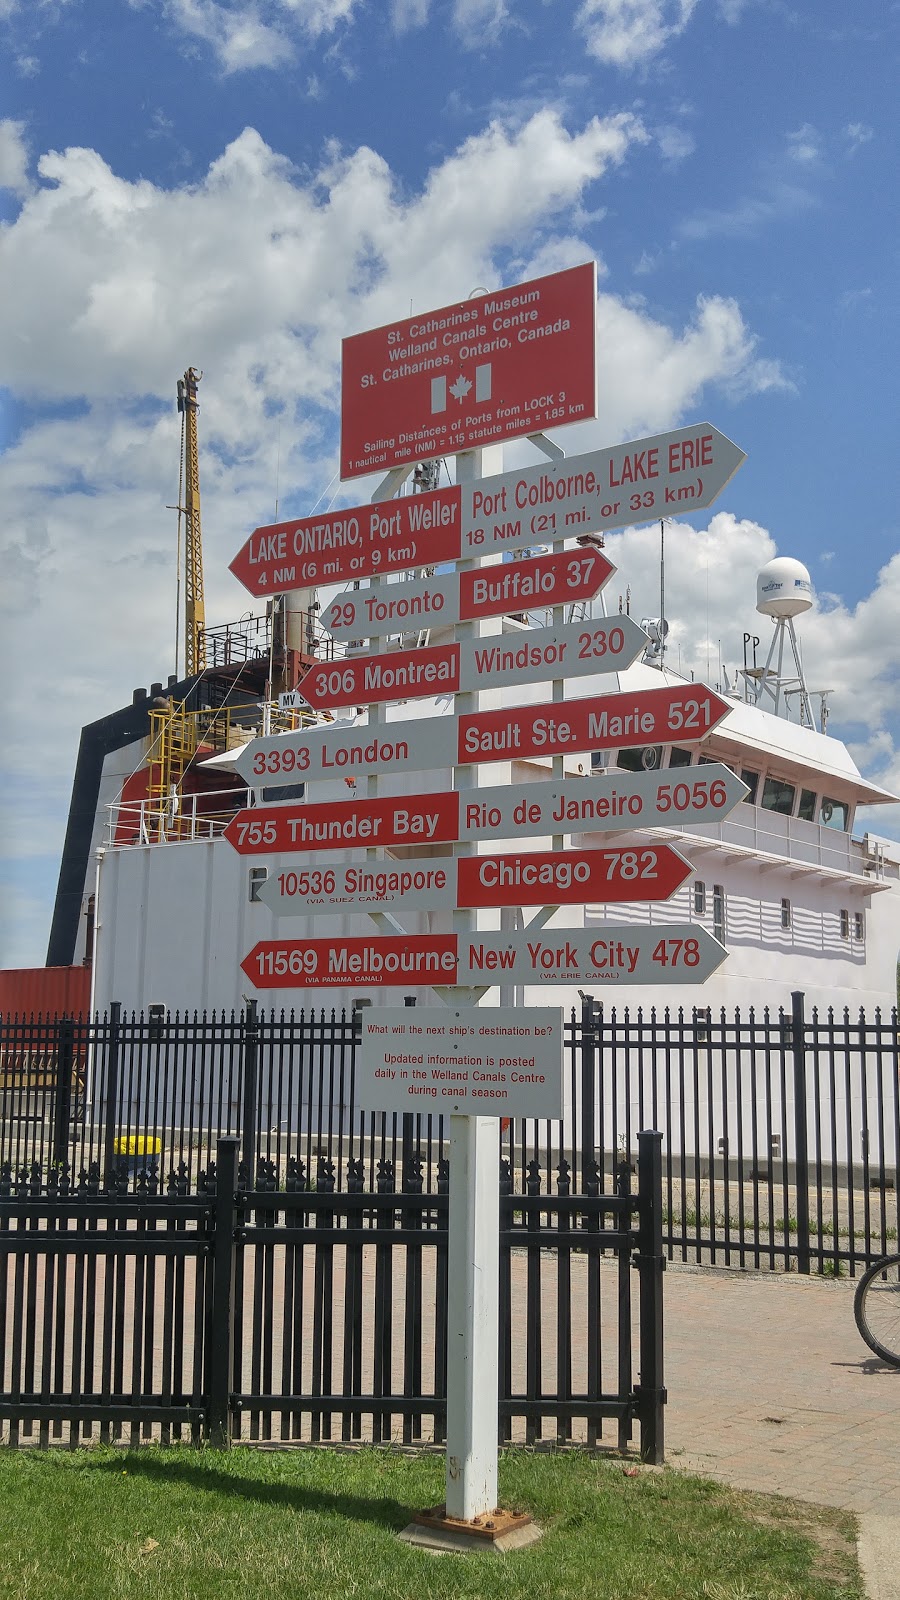 St. Catharines Museum
Welland Canals Centre
St. Catharines, Ontario, Canada
Sailing Distances of Ports from LOCK 3
1 nautical mile (NM) = 1.15 statute miles = 1.85 km
LAKE ONTARIO, Port Weller
4 NM (6 mi. or 9 km)
Port Colborne, LAKE ERIE
18 NM (21 mi. or 33 km)
29 Toronto
Buffalo 37
306 Montreal
Windsor 230
MV S
3393 London
Sault Ste. Marie 521
755 Thunder Bay
Rio de Janeiro 5056
10536 Singapore
(VIA SUEZ CANAL)
Chicago 782
11569 Melbourne
(VIA PANAMA CANAL)
New York City 478
(VIA ERIE CANAL)
What will the next ship's destination be?
Updated information is posted
daily in the Welland Canals Centre
during canal season